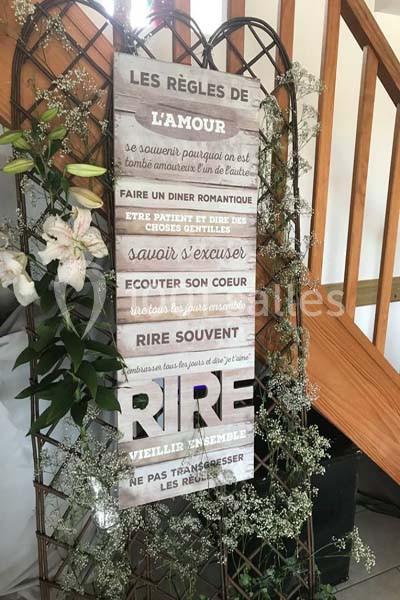 LES RÈGLES DE
L'AMOUR
se souvenir pourquoi on est
tombé amoureux l'un de l'autre
FAIRE UN DINER ROMANTIQUE
ETRE PATIENT ET DIRE DES
CHOSES GENTILLES
savoir s'excuser
ECOUTER SON COEUR
rire tous les jours ensemble
RIRE SOUVENT
s'embrasser tous les jours et dire "je t'aime"
RIRE
VIEILLIR ENSEMBLE
NE PAS TRANSGRESSER
LES RÈGLES